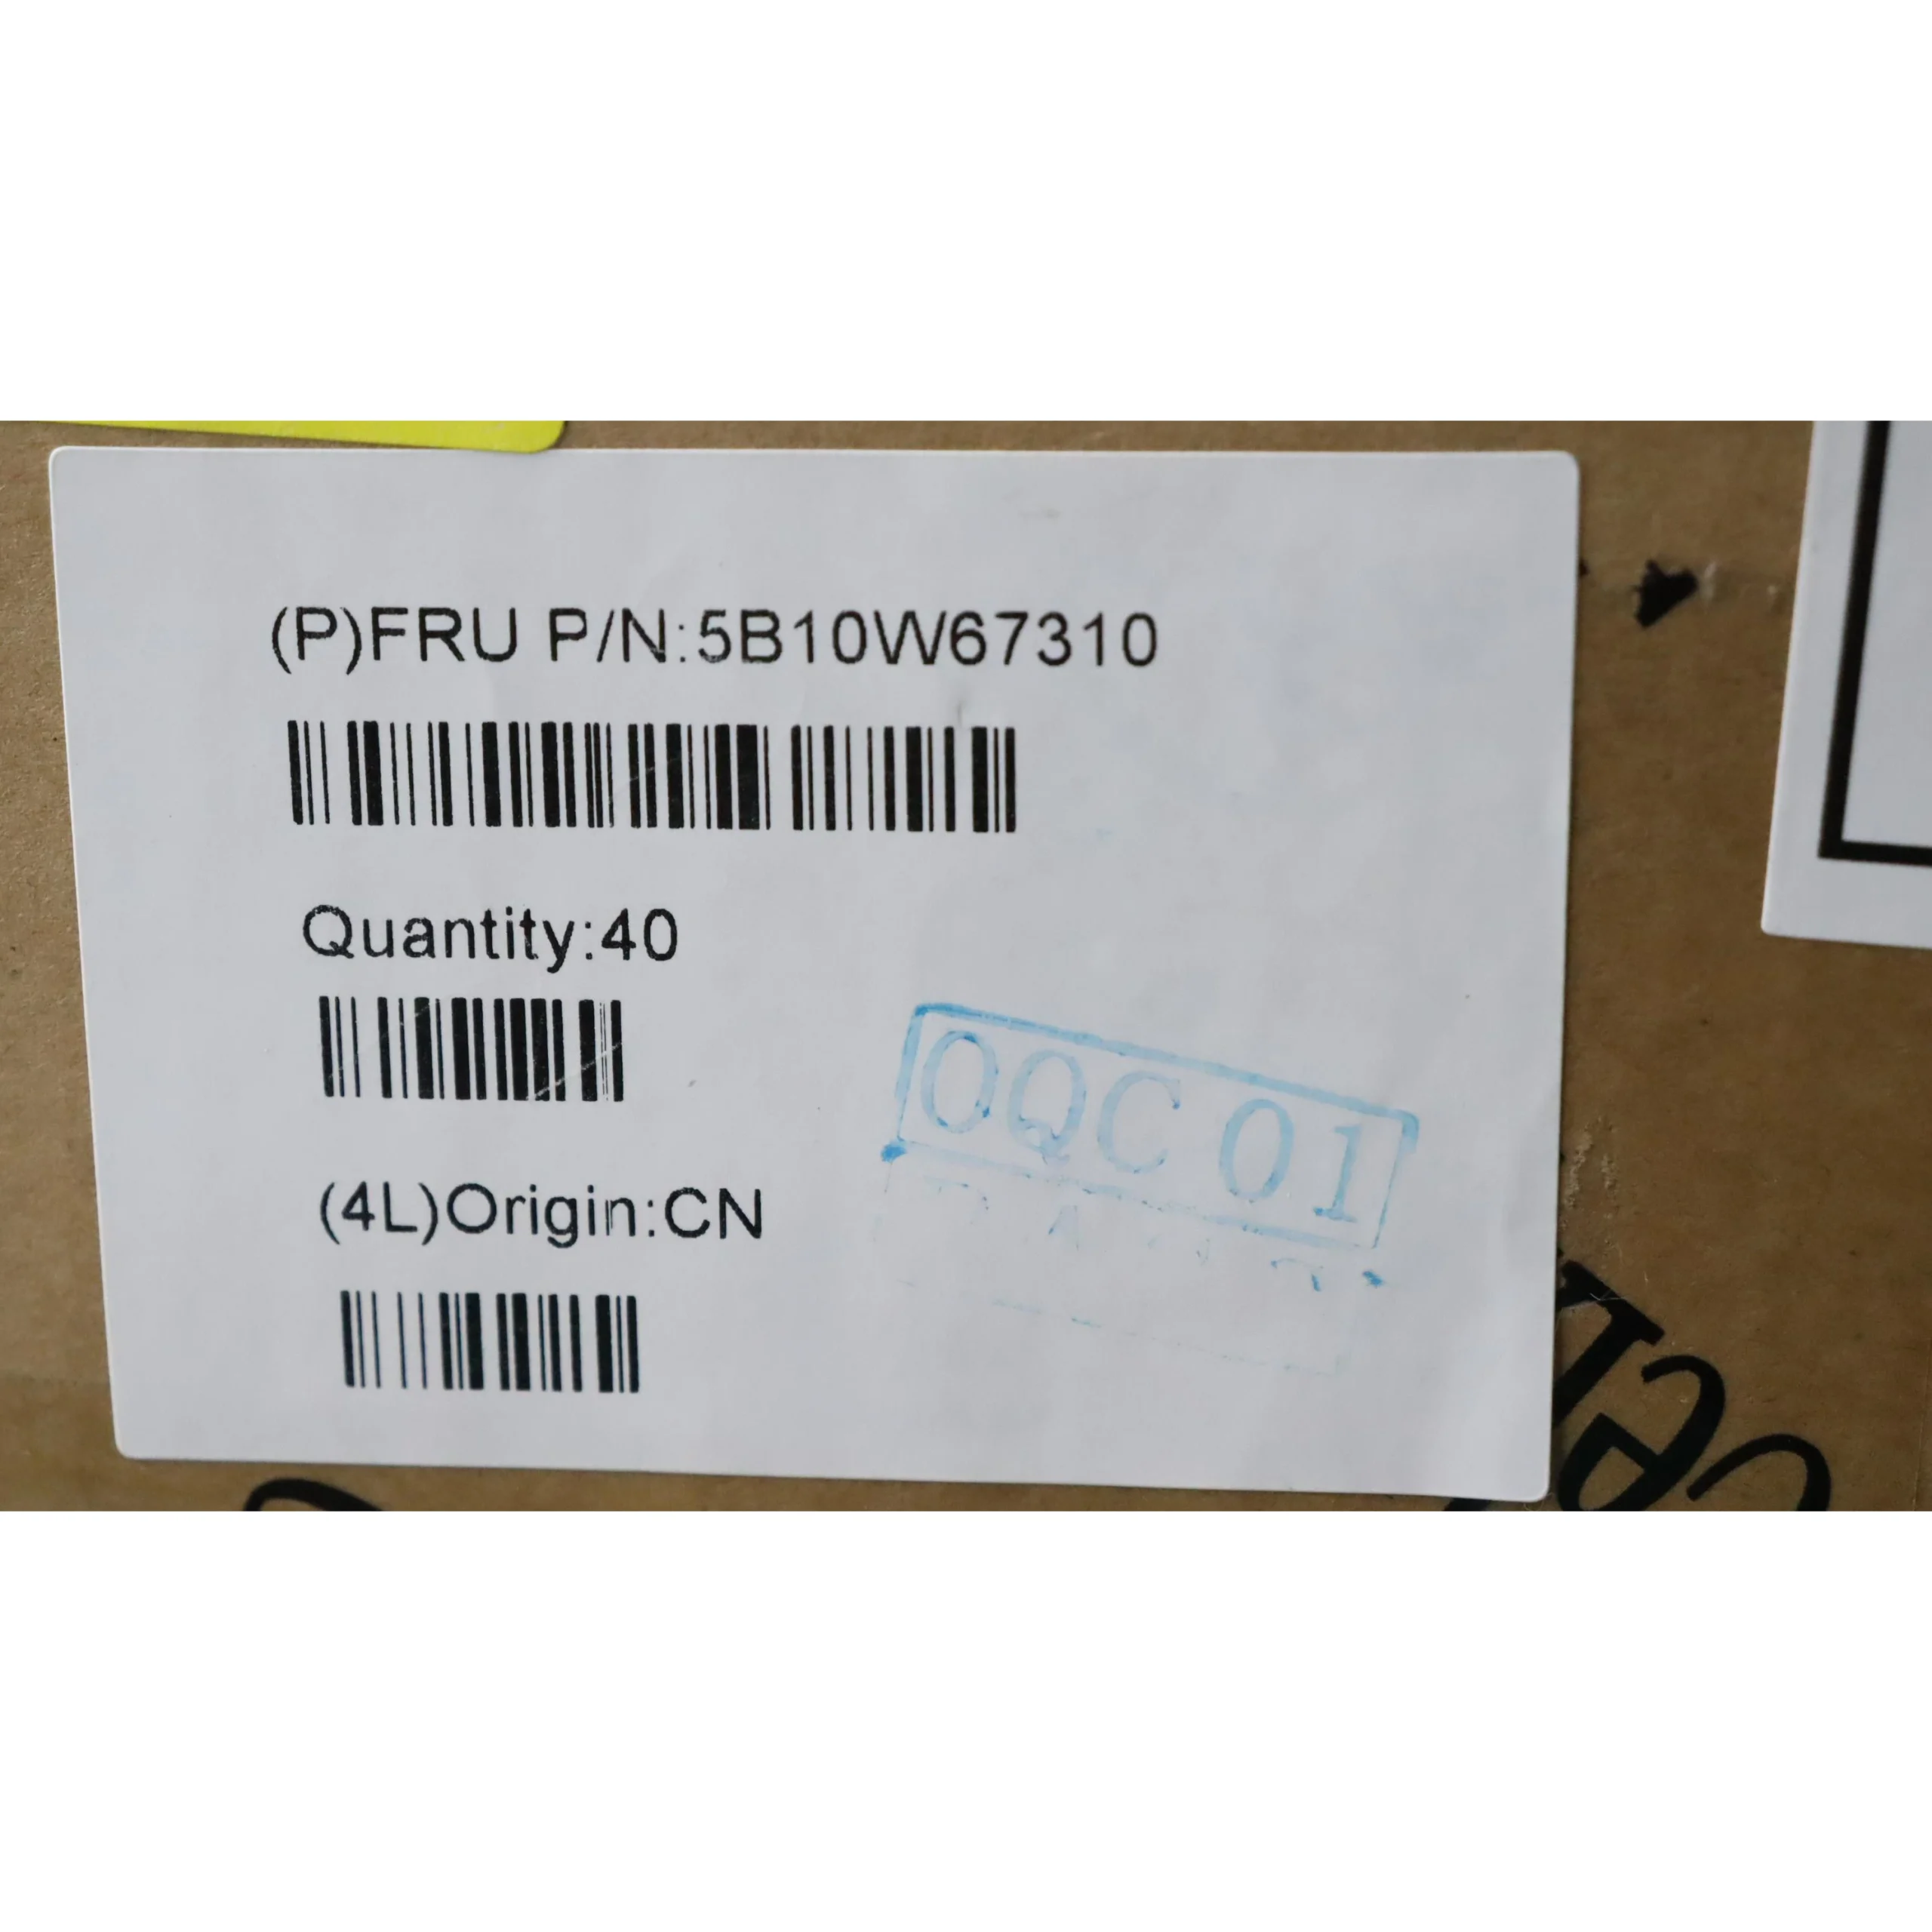 (P)FRU P/N:5B10W67310
Quantity:40
(4L)Origin:CN
OQC 01